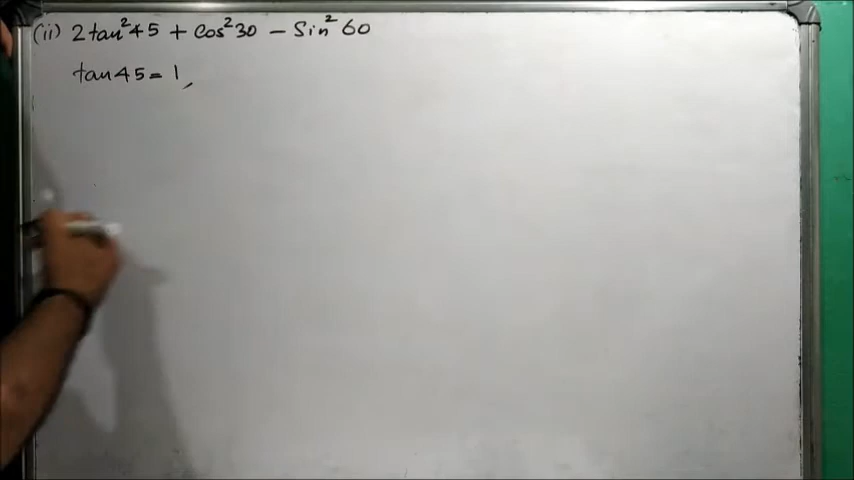 (ii) 2tan²45 + Cos²30 - Sin²60
tan45 = 1,